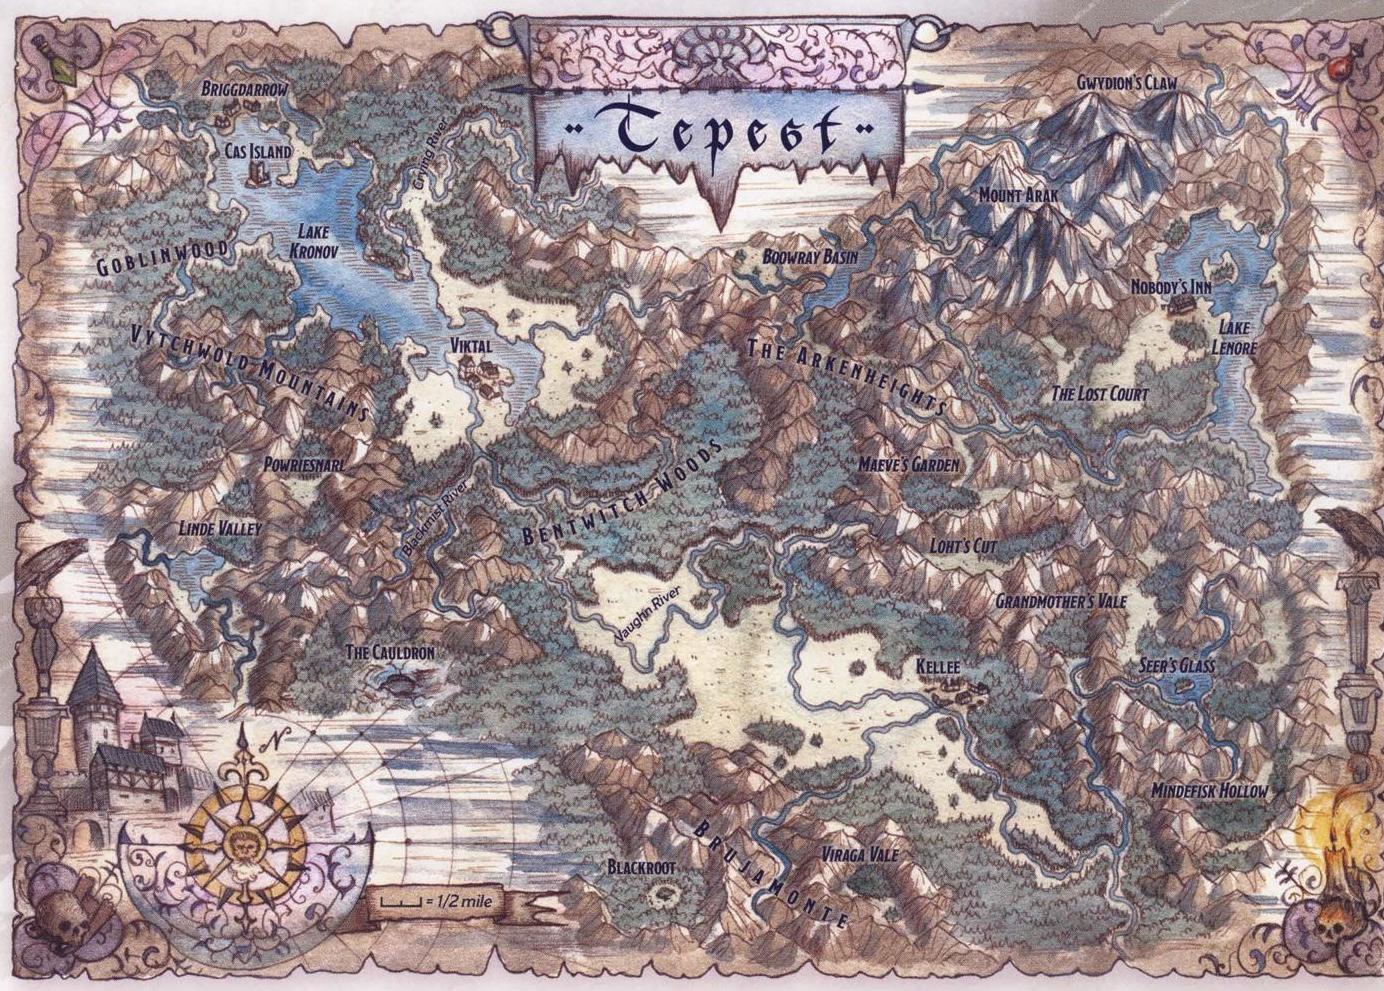 Tepest
Briggdarrow
Cas Island
Crying River
Gwydion's Claw
Mount Arak
Lake
Kronov
Goblinwood
Boowray Basin
Nobody's Inn
Lake
Lenore
Vytchwold Mountains
Viktal
The Arkenheights
The Lost Court
Powriesnarl
Maeve's Garden
Linde Valley
Blackmist River
Bentwitch Woods
Loht's Cut
Vaughn River
Grandmother's Vale
The Cauldron
Kellee
Seer's Glass
N
Mindefisk Hollow
Brujamonte
Viraga Vale
Blackroot
= 1/2 mile